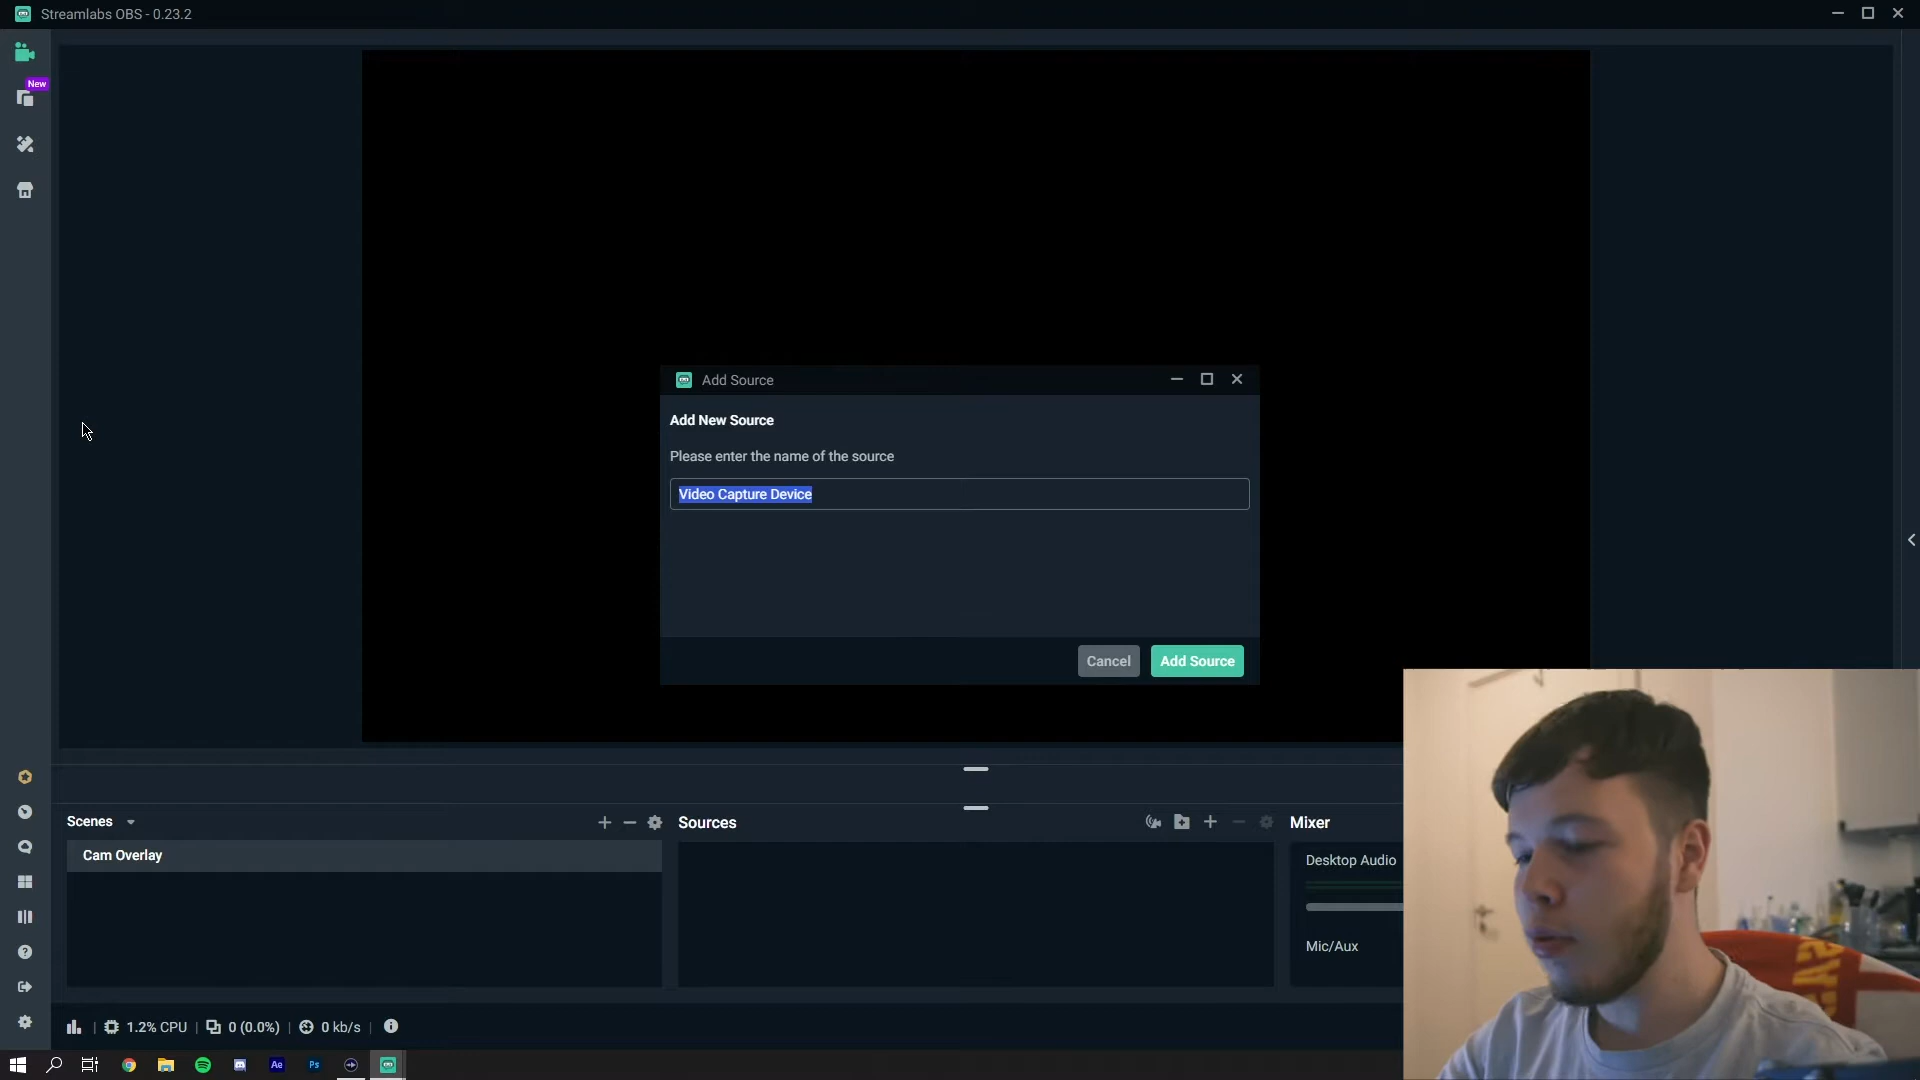 Streamlabs OBS - 0.23.2
New
Add Source
Add New Source
Please enter the name of the source
Video Capture Device
Cancel
Add Source
Scenes
Sources
Mixer
Cam Overlay
Desktop Audio
Mic/Aux
1.2% CPU
0 (0.0%)
0 kb/s
Ae
Ps